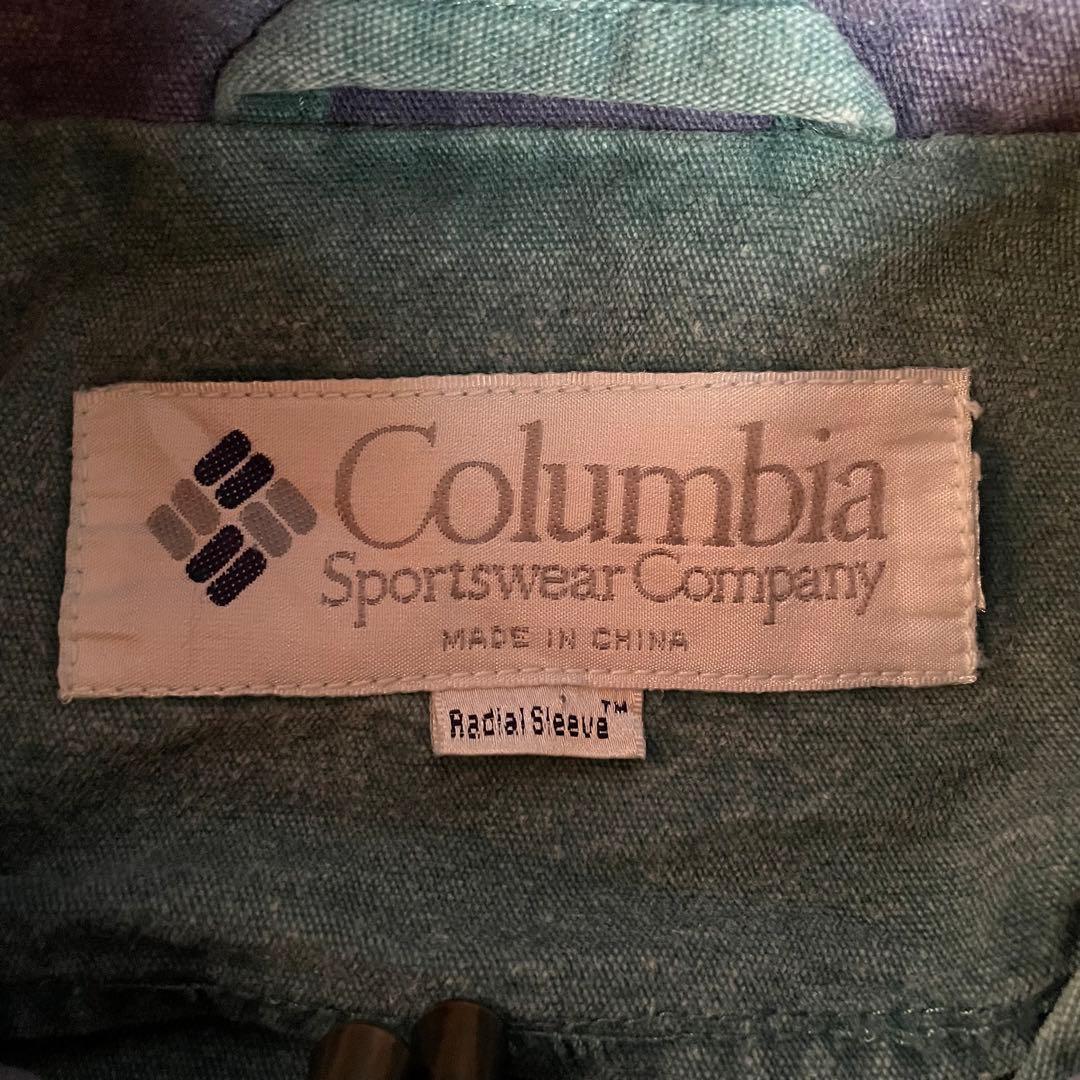 Columbia
Sportswear Company
MADE IN CHINA
Radial Sleeve™